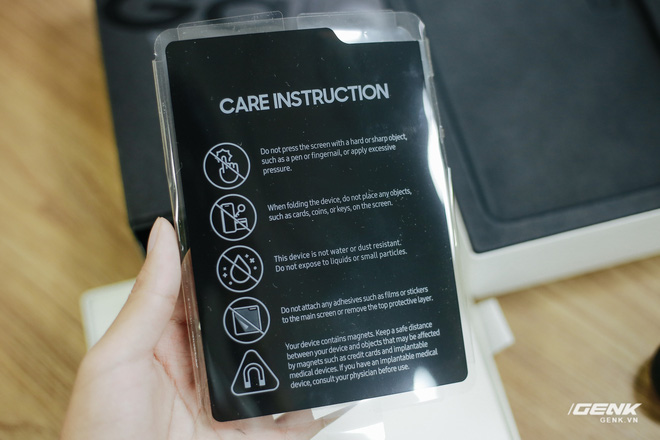 CARE INSTRUCTION
Do not press the screen with a hard or sharp object,
such as a pen or fingernail, or apply excessive
pressure.
When folding the device, do not place any objects,
such as cards, coins, or keys, on the screen.
This device is not water or dust resistant.
Do not expose to liquids or small particles.
Do not attach any adhesives such as films or stickers
to the main screen or remove the top protective layer.
Your device contains magnets. Keep a safe distance
between your device and objects that may be affected
by magnets such as credit cards and implantable
medical devices. If you have an implantable medical
device, consult your physician before use.
GENK
GENK.VN